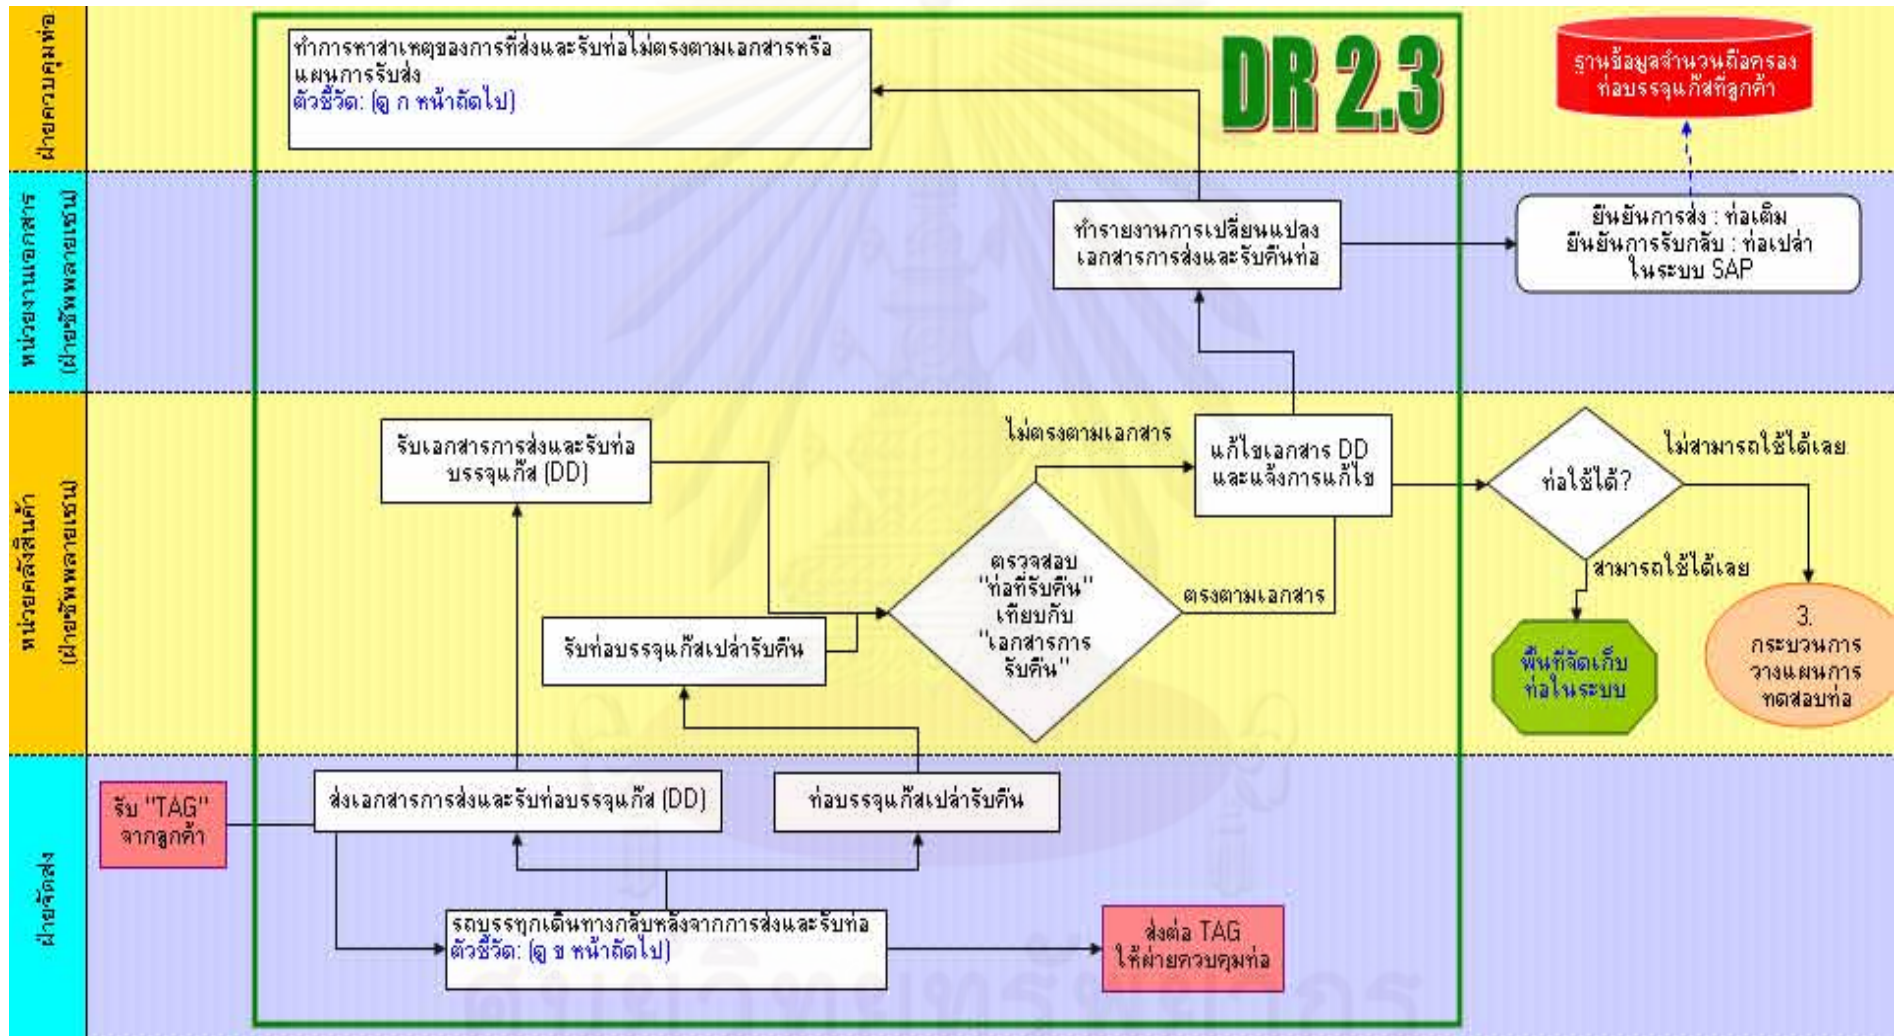 ฝ่ายควบคุมท่อ
ทำการหาสาเหตุของการที่ส่งและรับท่อไม่ตรงตามเอกสารหรือ
แผนการรับส่ง
ตัวชี้วัด: (ดู ก หน้าถัดไป)
DR 2.3
ฐานข้อมูลจำนวนถือครอง
ท่อบรรจุแก๊สที่ลูกค้า
หน่วยงานเอกสาร
(ฝ่ายซัพพลายเชน)
ทำรายงานการเปลี่ยนแปลง
เอกสารการส่งและรับคืนท่อ
ยืนยันการส่ง : ท่อเต็ม
ยืนยันการรับกลับ : ท่อเปล่า
ในระบบ SAP
หน่วยคลังสินค้า
(ฝ่ายซัพพลายเชน)
รับเอกสารการส่งและรับท่อ
บรรจุแก๊ส (DD)
ไม่ตรงตามเอกสาร
แก้ไขเอกสาร DD
และแจ้งการแก้ไข
ท่อใช้ได้?
ไม่สามารถใช้ได้เลย
ตรวจสอบ
"ท่อที่รับคืน"
เทียบกับ
"เอกสารการ
รับคืน"
ตรงตามเอกสาร
สามารถใช้ได้เลย
รับท่อบรรจุแก๊สเปล่ารับคืน
พื้นที่จัดเก็บ
ท่อในระบบ
3.
กระบวนการ
วางแผนการ
ทดสอบท่อ
ฝ่ายจัดส่ง
รับ "TAG"
จากลูกค้า
ส่งเอกสารการส่งและรับท่อบรรจุแก๊ส (DD)
ท่อบรรจุแก๊สเปล่ารับคืน
รถบรรทุกเดินทางกลับหลังจากการส่งและรับท่อ
ตัวชี้วัด: (ดู ข หน้าถัดไป)
ส่งต่อ TAG
ให้ฝ่ายควบคุมท่อ
ศูนย์วิทยทรัพยากร